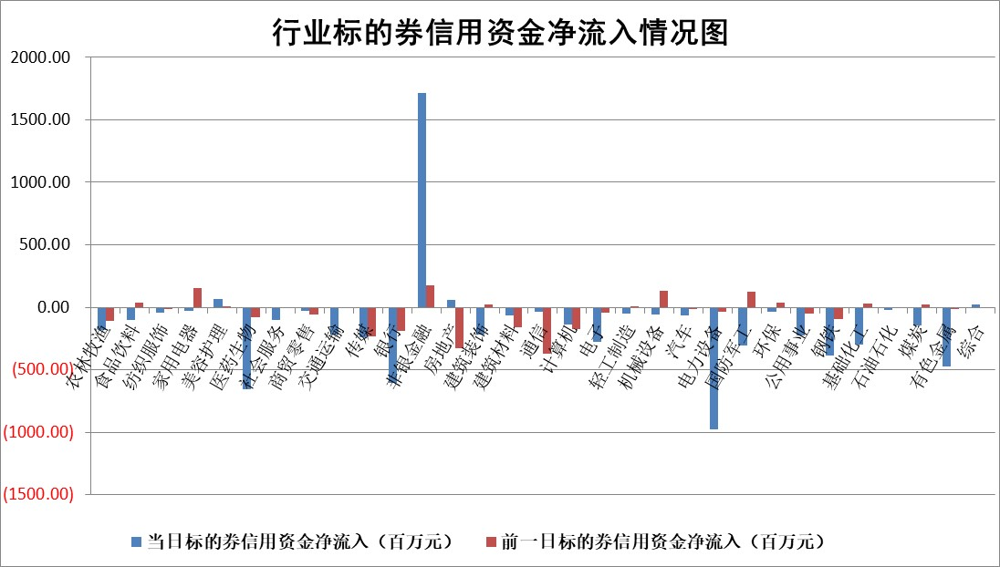 行业标的券信用资金净流入情况图
2000.00
1500.00
1000.00
500.00
0.00
(500.00)
(1000.00)
(1500.00)
农林牧渔
食品饮料
纺织服饰
家用电器
美容护理
医药生物
社会服务
商贸零售
交通运输
传媒
银行
非银金融
房地产
建筑装饰
建筑材料
通信
计算机
电子
轻工制造
机械设备
汽车
电力设备
国防军工
环保
公用事业
钢铁
基础化工
石油石化
煤炭
有色金属
综合
当日标的券信用资金净流入（百万元）
前一日标的券信用资金净流入（百万元）